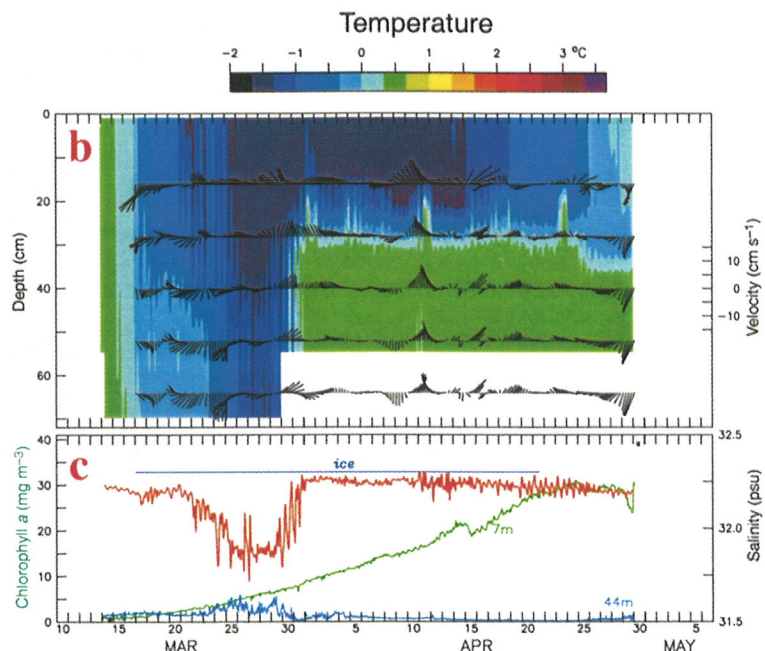 Temperature
-2 -1 0 1 2 3 °C
b
0
20
40
60
Depth (cm)
10
0
-10
Velocity (cm s⁻¹)
c
ice
40
30
20
10
0
Chlorophyll a (mg m⁻³)
7m
44m
32.5
32.0
31.5
Salinity (psu)
10 15 20 25 30 5 10 15 20 25 30 5
MAR APR MAY